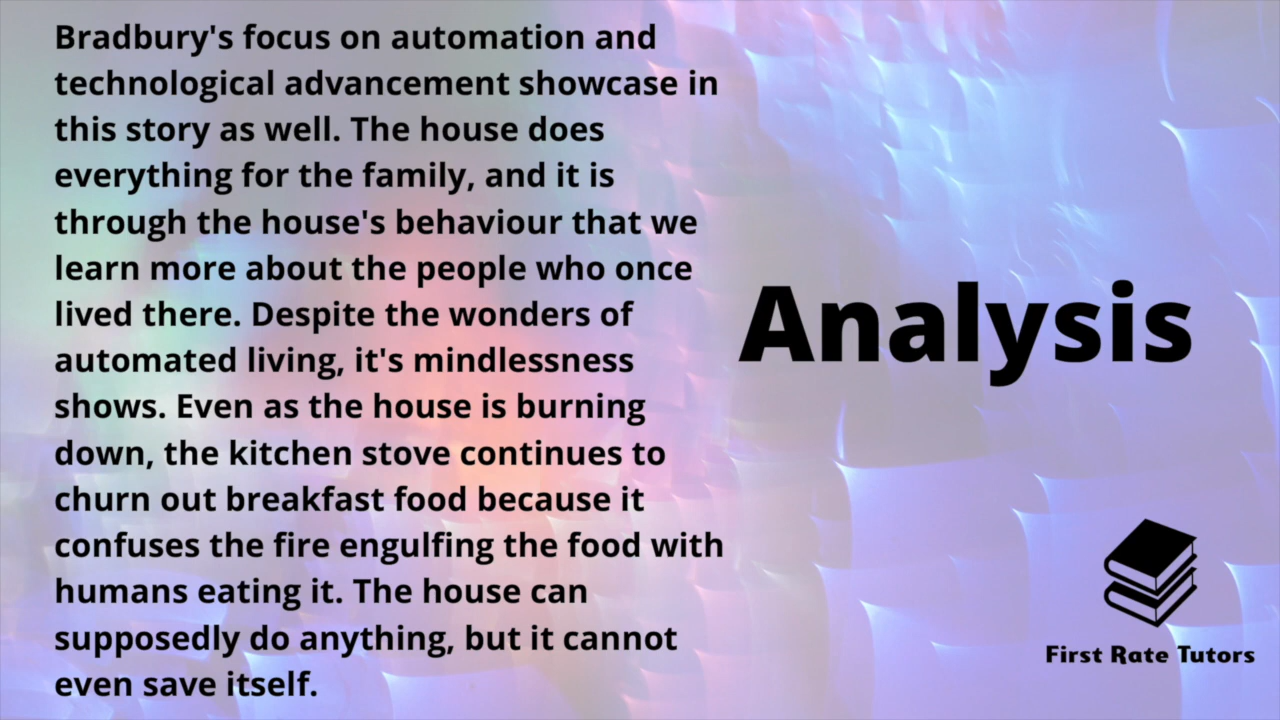 Bradbury's focus on automation and
technological advancement showcase in
this story as well. The house does
everything for the family, and it is
through the house's behaviour that we
learn more about the people who once
lived there. Despite the wonders of
automated living, it's mindlessness
shows. Even as the house is burning
down, the kitchen stove continues to
churn out breakfast food because it
confuses the fire engulfing the food with
humans eating it. The house can
supposedly do anything, but it cannot
even save itself.
Analysis
First Rate Tutors